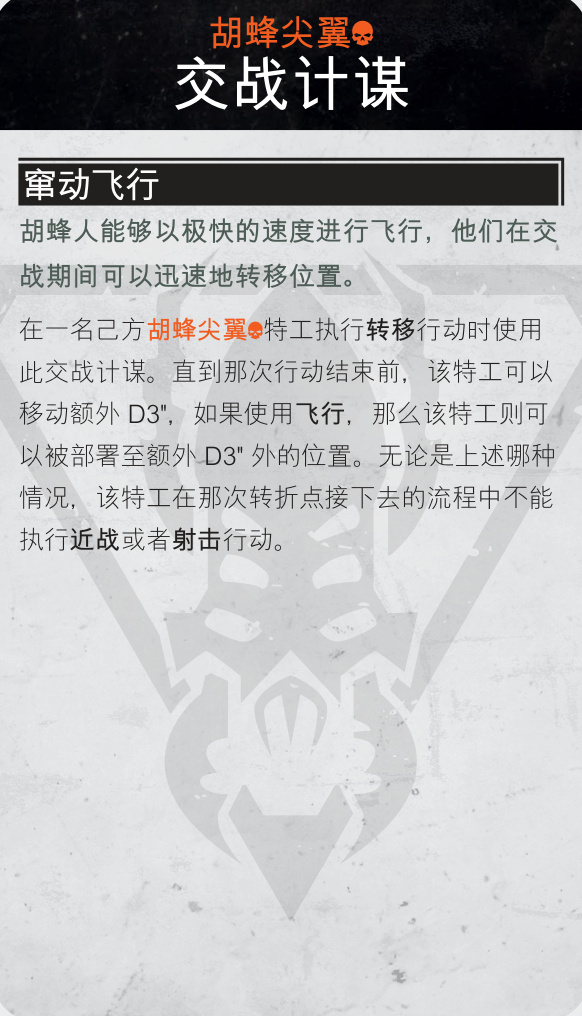 胡蜂尖翼
交战计谋
窜动飞行
胡蜂人能够以极快的速度进行飞行，他们在交
战期间可以迅速地转移位置。
在一名己方胡蜂尖翼特工执行转移行动时使用
此交战计谋。直到那次行动结束前，该特工可以
移动额外 D3"，如果使用飞行，那么该特工则可
以被部署至额外 D3" 外的位置。无论是上述哪种
情况，该特工在那次转折点接下去的流程中不能
执行近战或者射击行动。